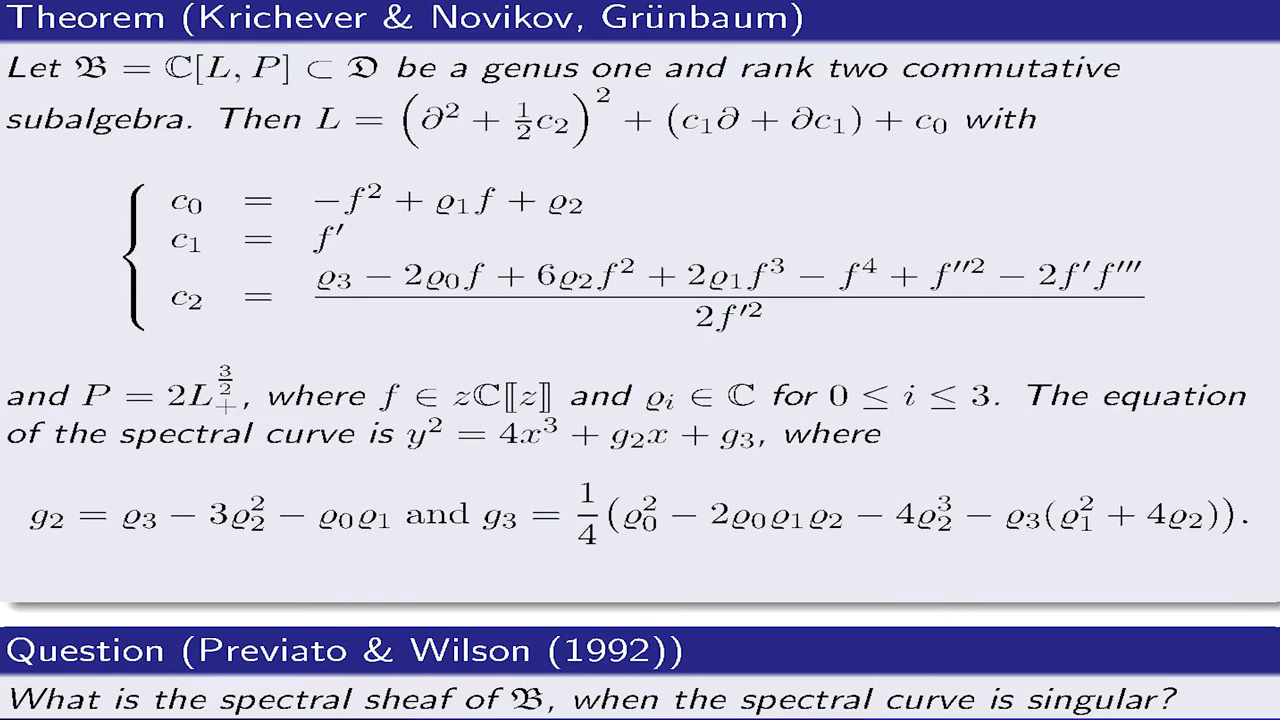 Theorem (Krichever & Novikov, Grünbaum)
Let 𝔅 = ℂ[L, P] ⊂ 𝔇 be a genus one and rank two commutative
subalgebra. Then L = (∂² + ½c₂)² + (c₁∂ + ∂c₁) + c₀ with
c₀ = −f² + ϱ₁f + ϱ₂
c₁ = f′
c₂ = (ϱ₃ − 2ϱ₀f + 6ϱ₂f² + 2ϱ₁f³ − f⁴ + f″² − 2f′f‴) / 2f′²
and P = 2L₊^{3/2}, where f ∈ zℂ⟦z⟧ and ϱᵢ ∈ ℂ for 0 ≤ i ≤ 3. The equation
of the spectral curve is y² = 4x³ + g₂x + g₃, where
g₂ = ϱ₃ − 3ϱ₂² − ϱ₀ϱ₁ and g₃ = ¼(ϱ₀² − 2ϱ₀ϱ₁ϱ₂ − 4ϱ₂³ − ϱ₃(ϱ₁² + 4ϱ₂)).
Question (Previato & Wilson (1992))
What is the spectral sheaf of 𝔅, when the spectral curve is singular?